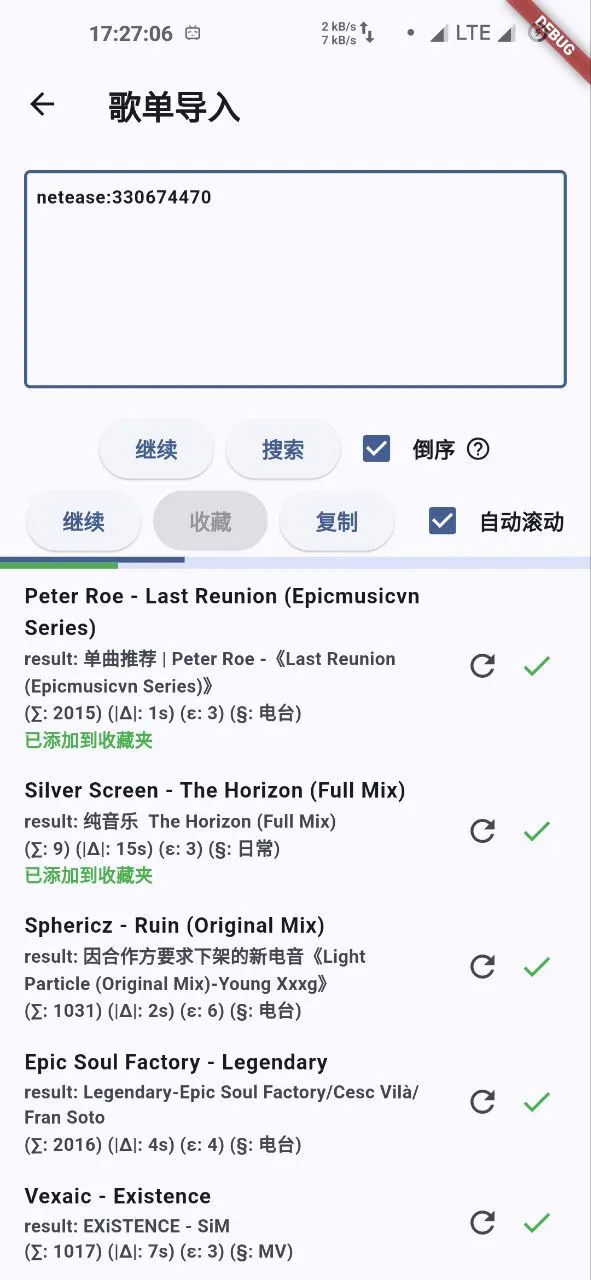 17:27:06
2 kB/s
7 kB/s
LTE
DEBUG
歌单导入
netease:330674470
继续 搜索 倒序
继续 收藏 复制 自动滚动
Peter Roe - Last Reunion (Epicmusicvn
Series)
result: 单曲推荐 | Peter Roe -《Last Reunion
(Epicmusicvn Series)》
(∑: 2015) (|Δ|: 1s) (ε: 3) (§: 电台)
已添加到收藏夹
Silver Screen - The Horizon (Full Mix)
result: 纯音乐  The Horizon (Full Mix)
(∑: 9) (|Δ|: 15s) (ε: 3) (§: 日常)
已添加到收藏夹
Sphericz - Ruin (Original Mix)
result: 因合作方要求下架的新电音《Light
Particle (Original Mix)-Young Xxxg》
(∑: 1031) (|Δ|: 2s) (ε: 6) (§: 电台)
Epic Soul Factory - Legendary
result: Legendary-Epic Soul Factory/Cesc Vilà/
Fran Soto
(∑: 2016) (|Δ|: 4s) (ε: 4) (§: 电台)
Vexaic - Existence
result: EXiSTENCE - SiM
(∑: 1017) (|Δ|: 7s) (ε: 3) (§: MV)